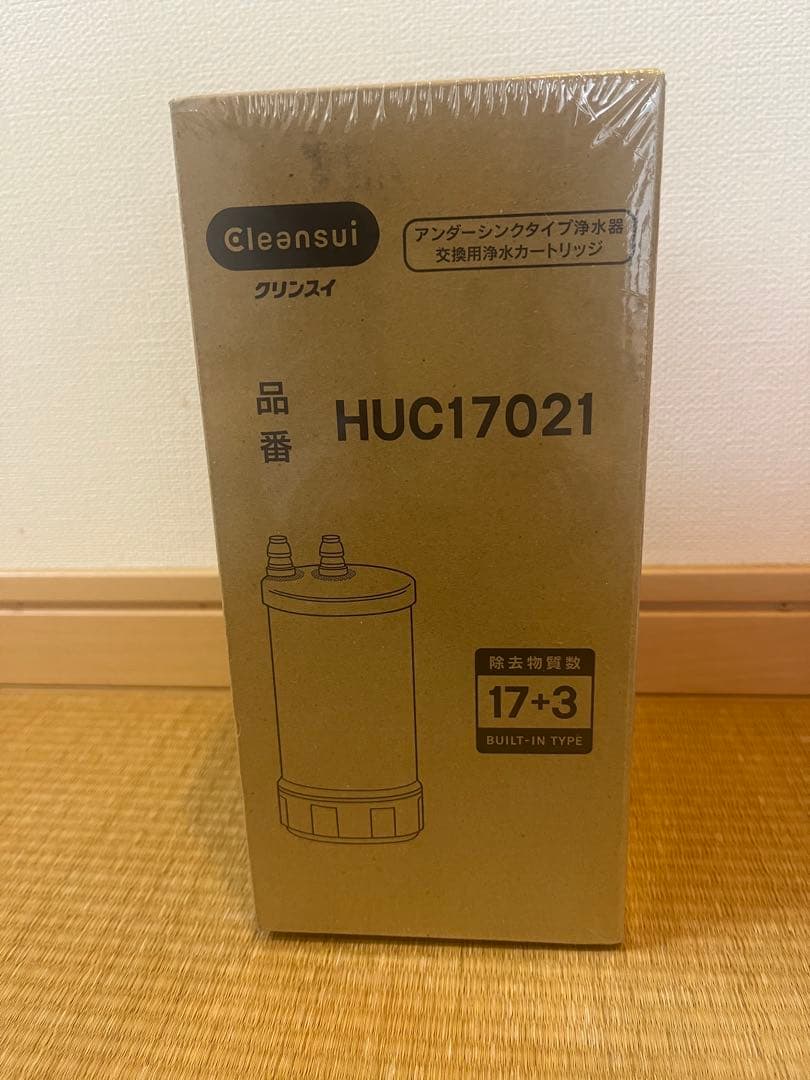 Cleansui
クリンスイ
アンダーシンクタイプ浄水器
交換用浄水カートリッジ
品番 HUC17021
除去物質数
17+3
BUILT-IN TYPE